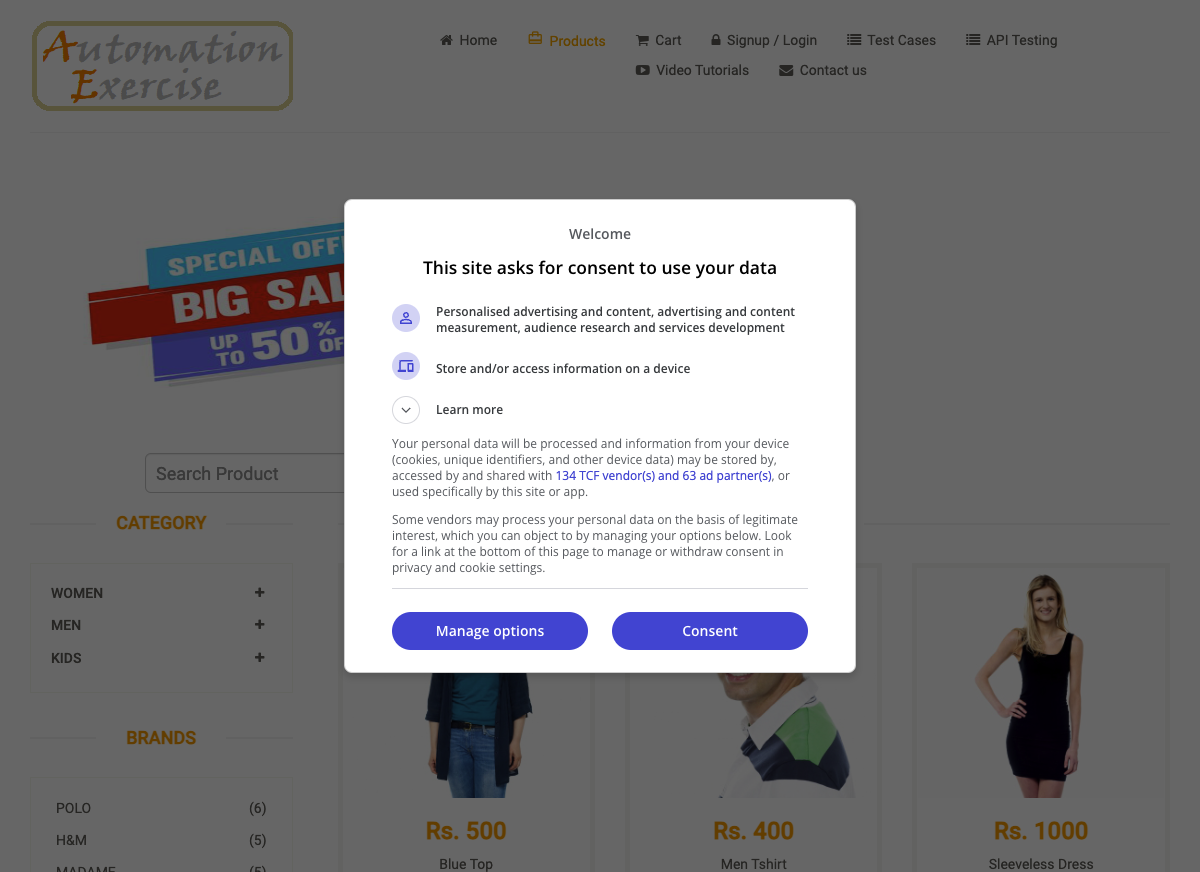 Automation
Exercise
Home
Products
Cart
Signup / Login
Test Cases
API Testing
Video Tutorials
Contact us
SPECIAL OFF
BIG SAL
UP TO 50% OF
Search Product
CATEGORY
WOMEN
MEN
KIDS
BRANDS
POLO (6)
H&M (5)
MADAME (5)
Welcome
This site asks for consent to use your data
Personalised advertising and content, advertising and content
measurement, audience research and services development
Store and/or access information on a device
Learn more
Your personal data will be processed and information from your device
(cookies, unique identifiers, and other device data) may be stored by,
accessed by and shared with 134 TCF vendor(s) and 63 ad partner(s), or
used specifically by this site or app.
Some vendors may process your personal data on the basis of legitimate
interest, which you can object to by managing your options below. Look
for a link at the bottom of this page to manage or withdraw consent in
privacy and cookie settings.
Manage options
Consent
Rs. 500
Blue Top
Rs. 400
Men Tshirt
Rs. 1000
Sleeveless Dress